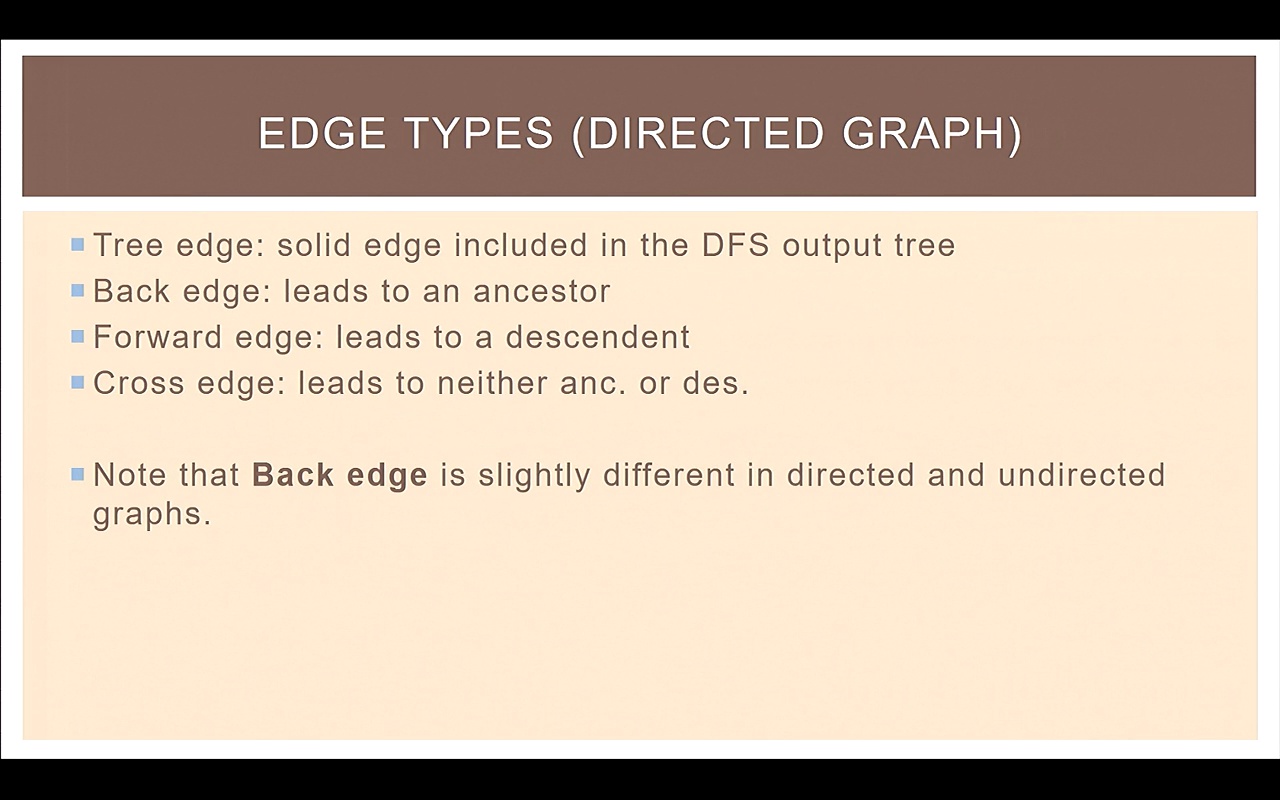 EDGE TYPES (DIRECTED GRAPH)
Tree edge: solid edge included in the DFS output tree
Back edge: leads to an ancestor
Forward edge: leads to a descendent
Cross edge: leads to neither anc. or des.
Note that Back edge is slightly different in directed and undirected
graphs.